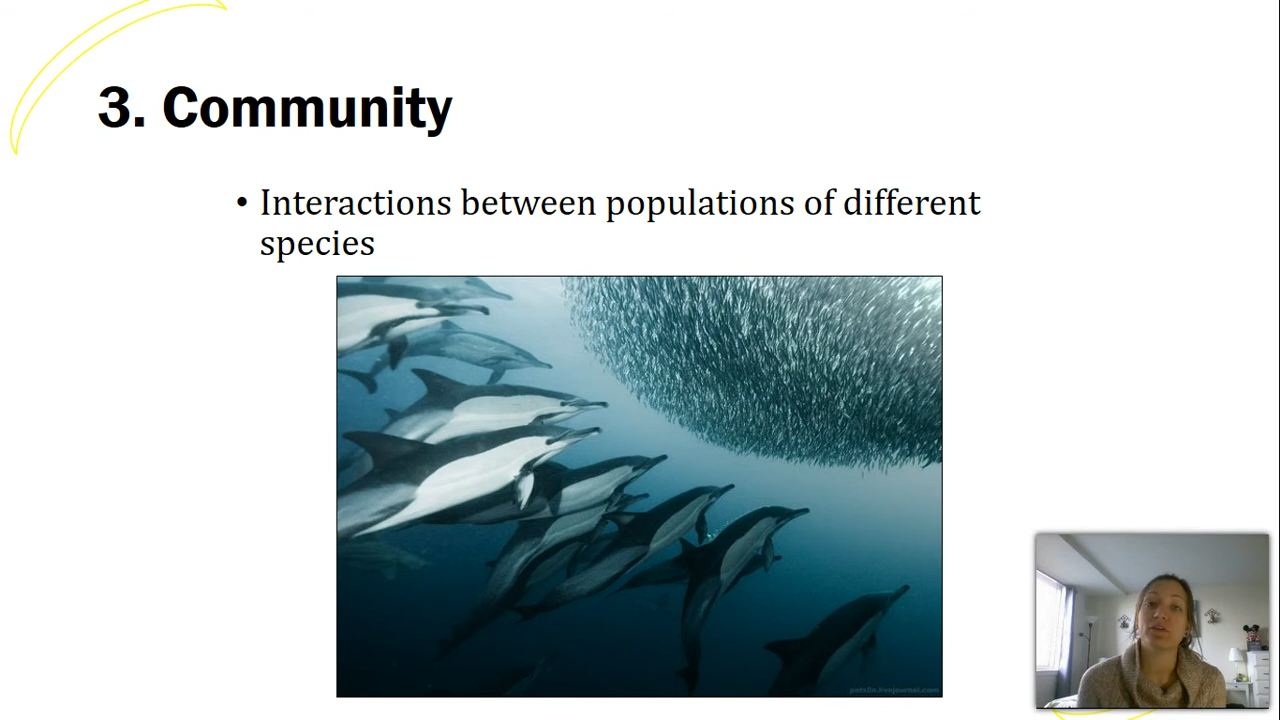 3. Community
• Interactions between populations of different
species